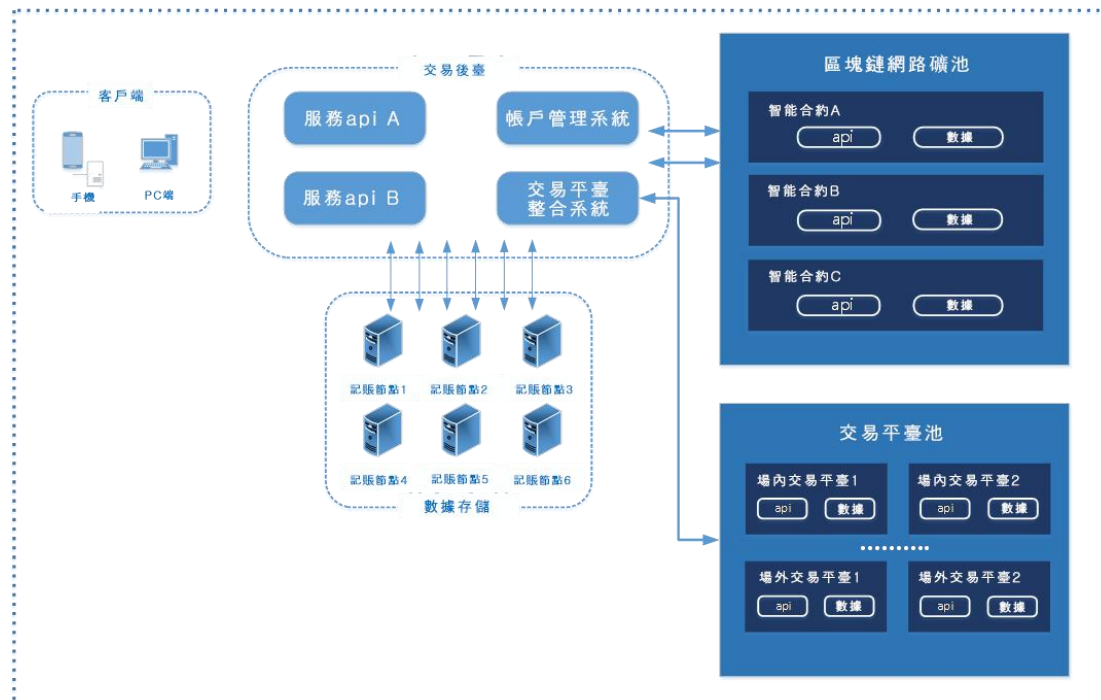 客戶端
手機
PC端
交易後臺
服務api A
帳戶管理系統
服務api B
交易平臺
整合系統
記賬節點1
記賬節點2
記賬節點3
記賬節點4
記賬節點5
記賬節點6
數據存儲
區塊鏈網路礦池
智能合約A
api
數據
智能合約B
api
數據
智能合約C
api
數據
交易平臺池
場內交易平臺1
api
數據
場內交易平臺2
api
數據
場外交易平臺1
api
數據
場外交易平臺2
api
數據